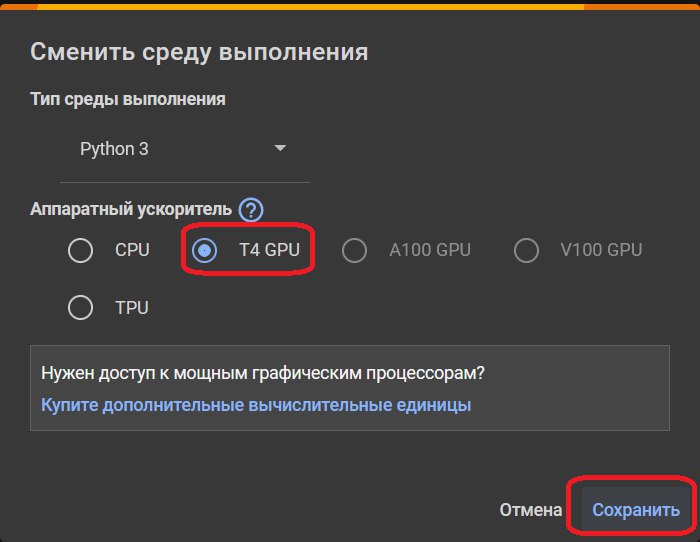 Сменить среду выполнения
Тип среды выполнения
Python 3
Аппаратный ускоритель ?
CPU T4 GPU A100 GPU V100 GPU
TPU
Нужен доступ к мощным графическим процессорам?
Купите дополнительные вычислительные единицы
Отмена Сохранить